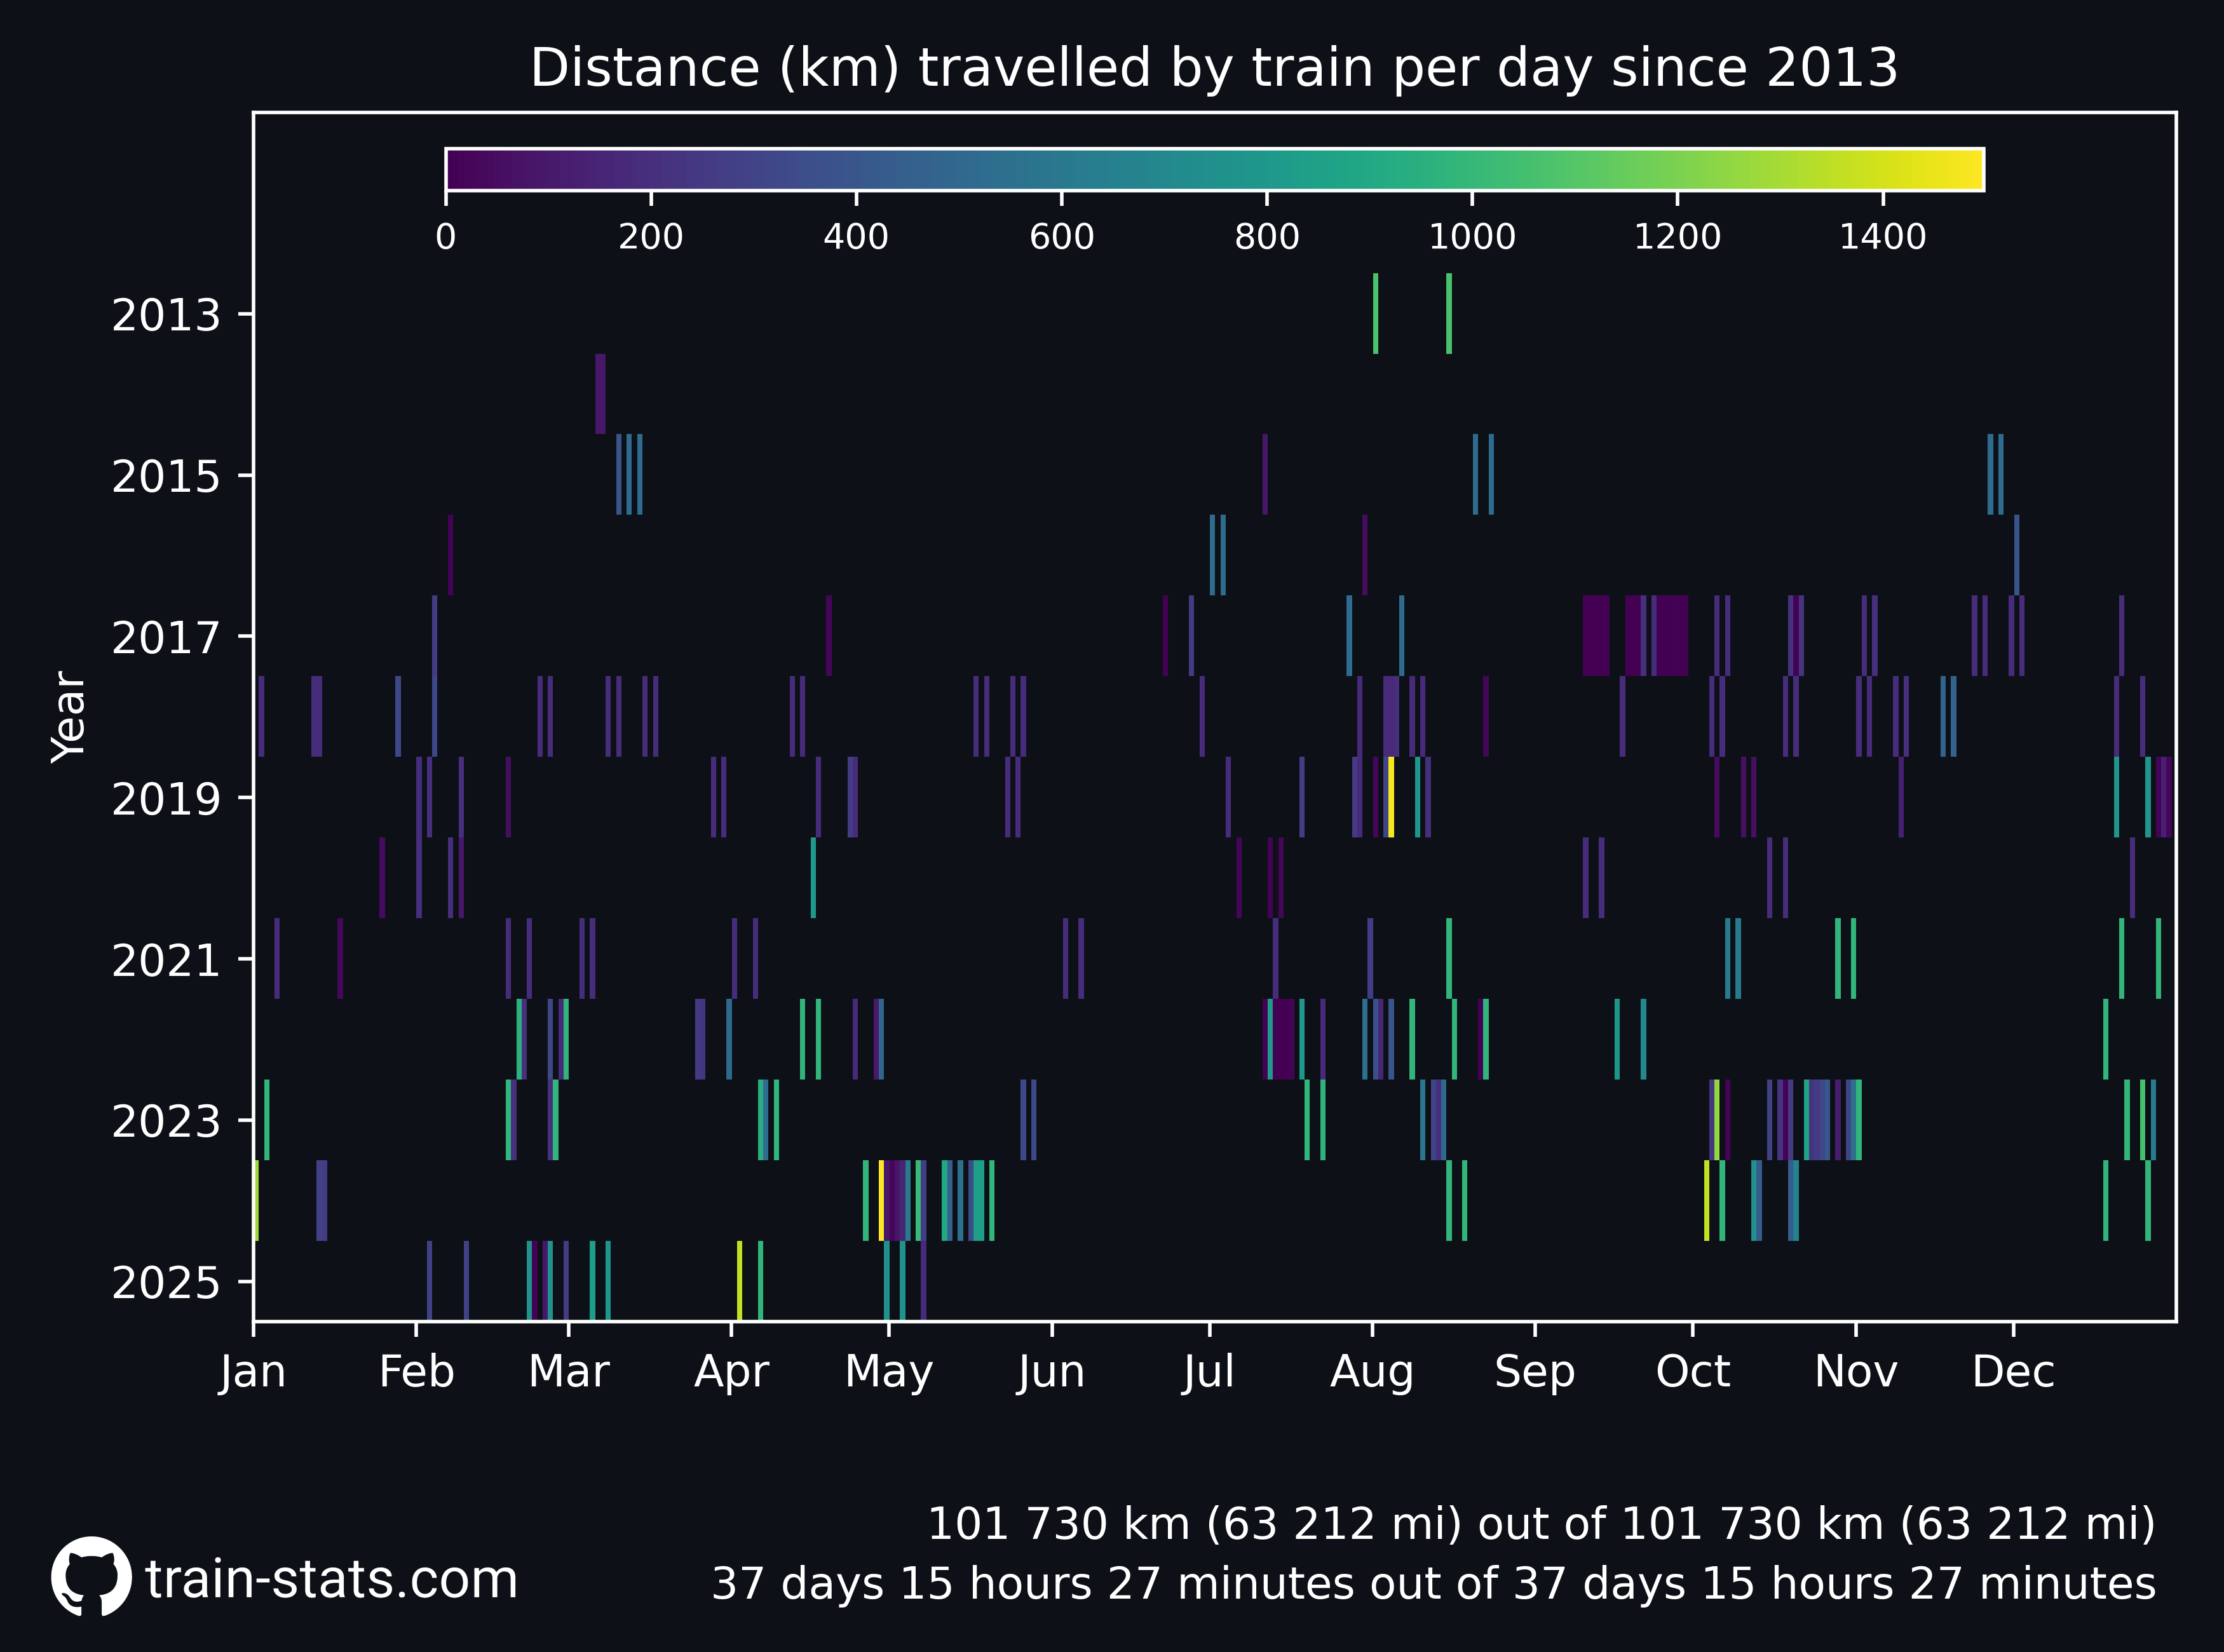 Distance (km) travelled by train per day since 2013
0 200 400 600 800 1000 1200 1400
2013
2015
2017
2019
2021
2023
2025
Year
Jan Feb Mar Apr May Jun Jul Aug Sep Oct Nov Dec
101 730 km (63 212 mi) out of 101 730 km (63 212 mi)
37 days 15 hours 27 minutes out of 37 days 15 hours 27 minutes
train-stats.com